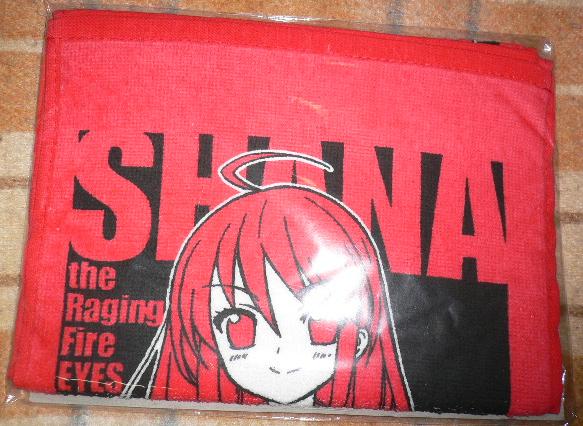 SHANA
the
Raging
Fire
EYES